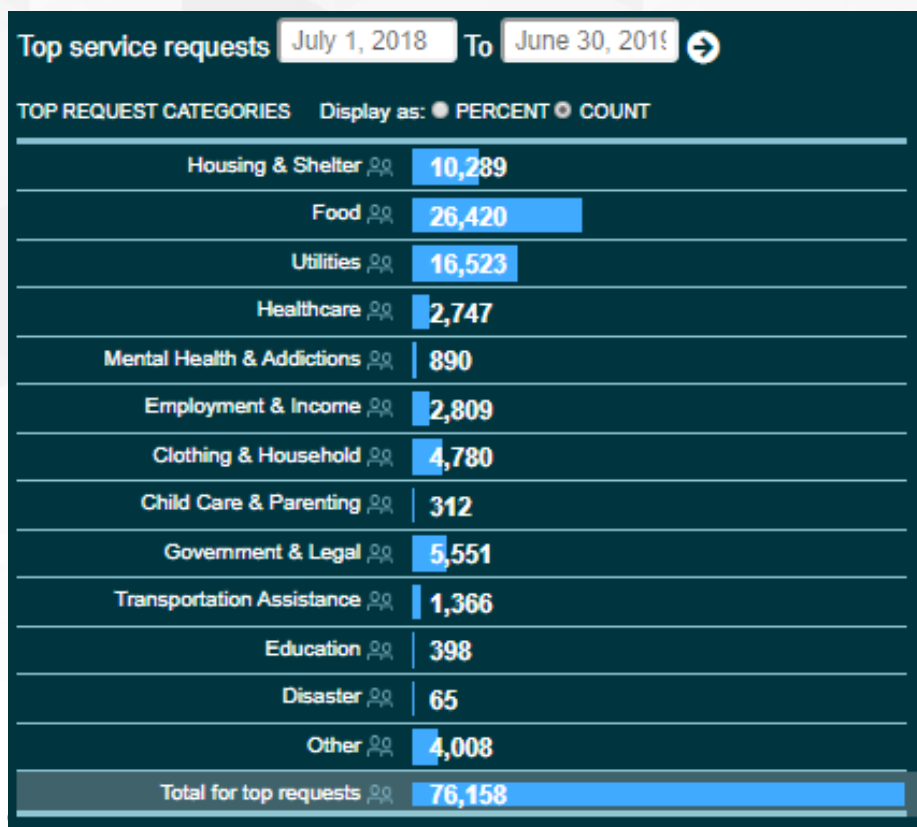 Top service requests July 1, 2018 To June 30, 2019
TOP REQUEST CATEGORIES Display as: PERCENT COUNT
Housing & Shelter 10,289
Food 26,420
Utilities 16,523
Healthcare 2,747
Mental Health & Addictions 890
Employment & Income 2,809
Clothing & Household 4,780
Child Care & Parenting 312
Government & Legal 5,551
Transportation Assistance 1,366
Education 398
Disaster 65
Other 4,008
Total for top requests 76,158